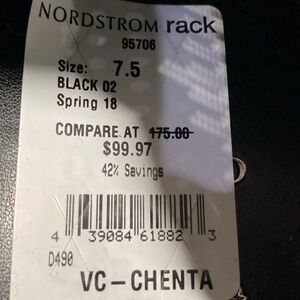 NORDSTROM rack
95706
Size: 7.5
BLACK 02
Spring 18
COMPARE AT 175.00
$99.97
42% Savings
4 39084 61882 3
D490
VC-CHENTA